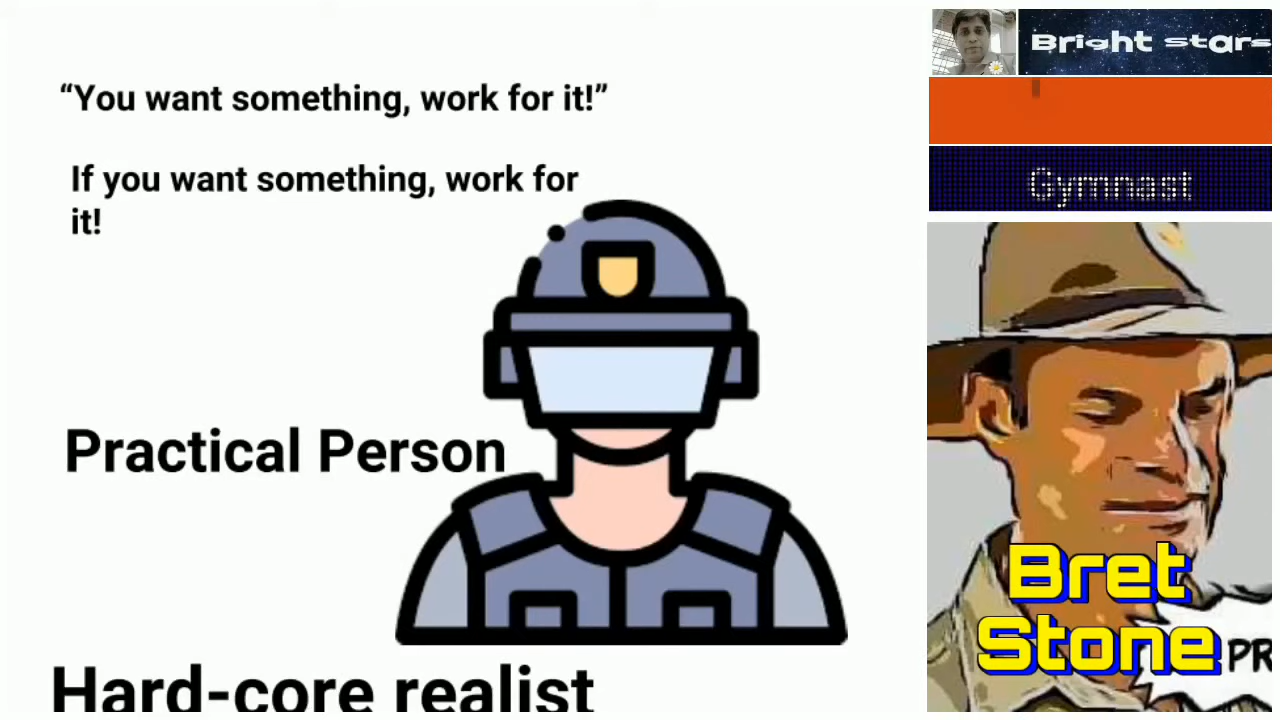 “You want something, work for it!”
If you want something, work for
it!
Practical Person
Hard-core realist
Bright stars
Gymnast
Bret
Stone
PR